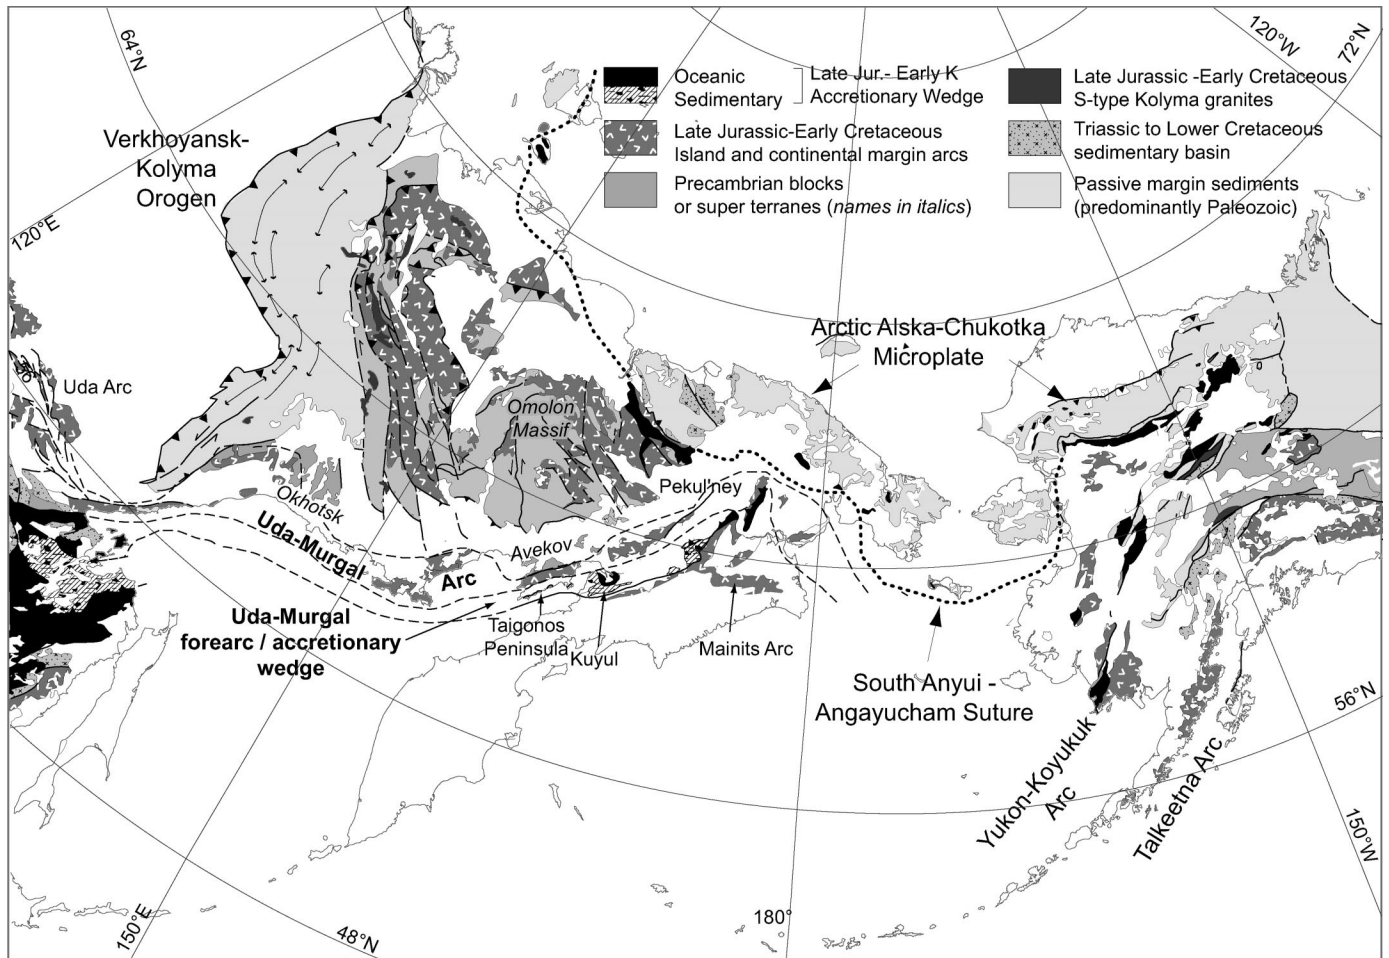 64°N
120°W
72°N
Oceanic
Sedimentary
Late Jur.- Early K
Accretionary Wedge
Late Jurassic-Early Cretaceous
Island and continental margin arcs
Precambrian blocks
or super terranes (names in italics)
Late Jurassic -Early Cretaceous
S-type Kolyma granites
Triassic to Lower Cretaceous
sedimentary basin
Passive margin sediments
(predominantly Paleozoic)
Verkhoyansk-
Kolyma
Orogen
120°E
Uda Arc
Arctic Alska-Chukotka
Microplate
Omolon
Massif
Okhotsk
Pekul'ney
Uda-Murgal
Arc
Avekov
Uda-Murgal
forearc / accretionary
wedge
Taigonos
Peninsula
Kuyul
Mainits Arc
South Anyui -
Angayucham Suture
Yukon-Koyukuk
Arc
Talkeetna Arc
56°N
150°W
150°E
48°N
180°